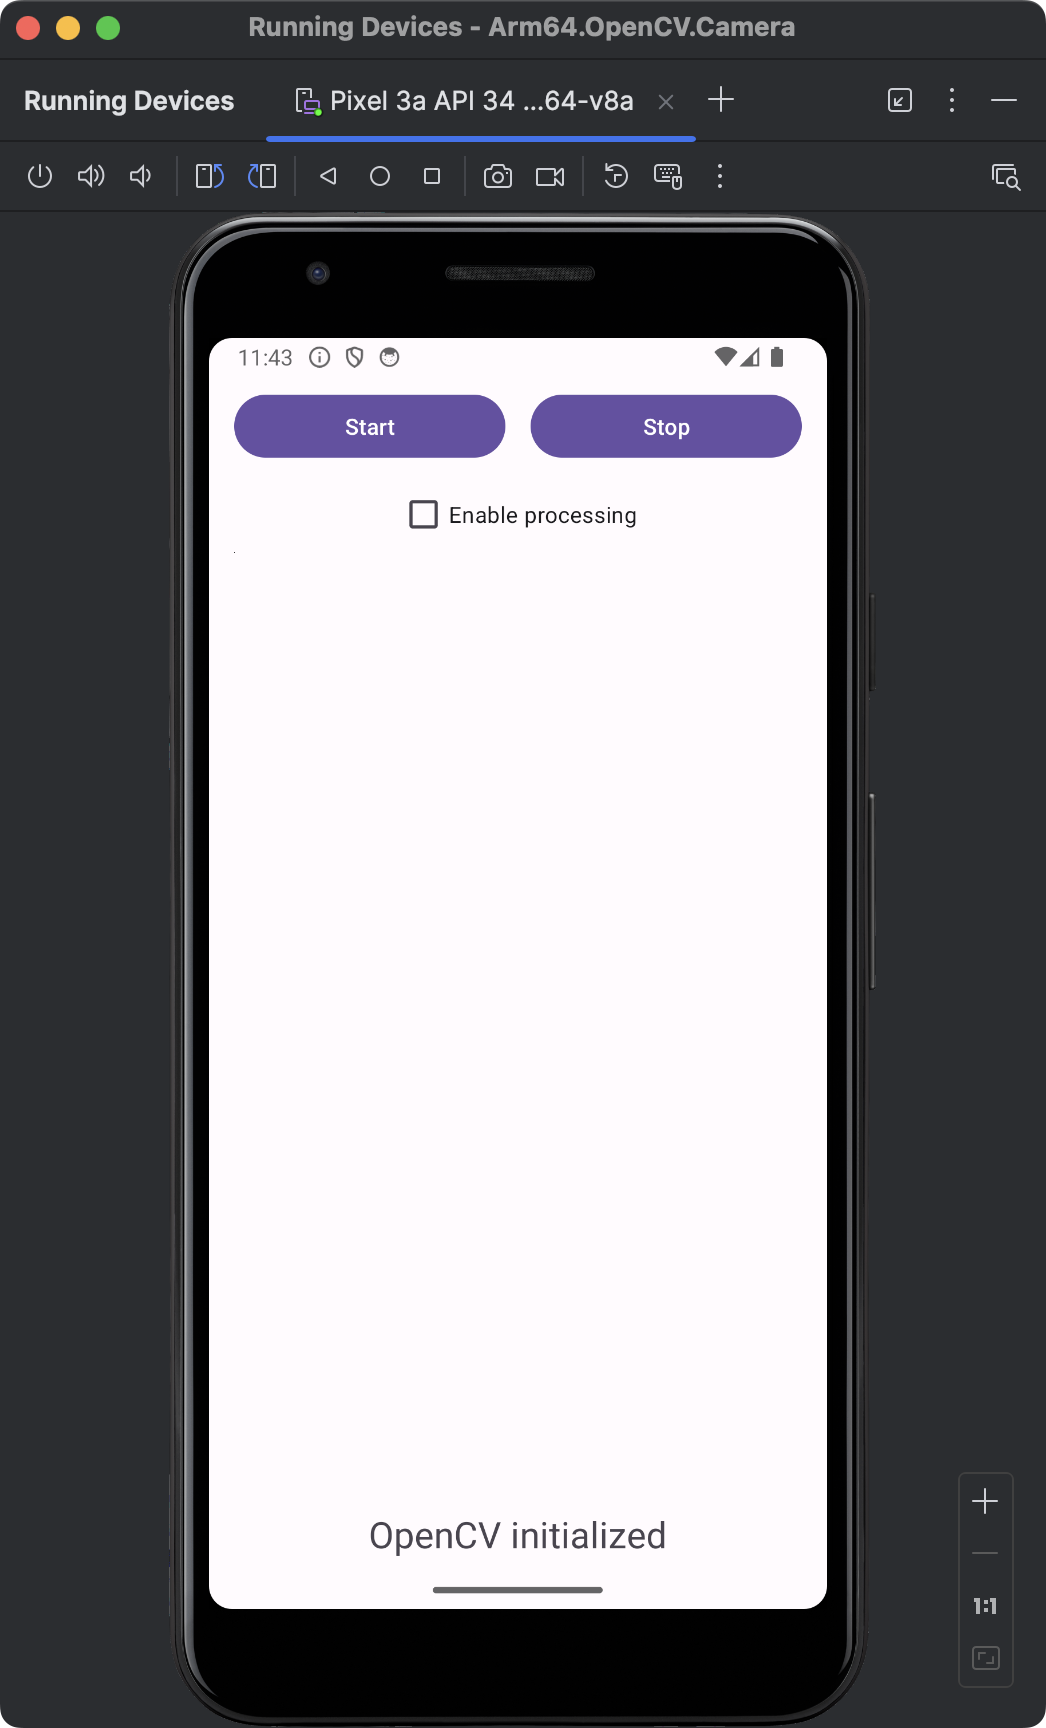 Running Devices - Arm64.OpenCV.Camera
Running Devices
Pixel 3a API 34 ...64-v8a
11:43
Start
Stop
Enable processing
OpenCV initialized
1:1